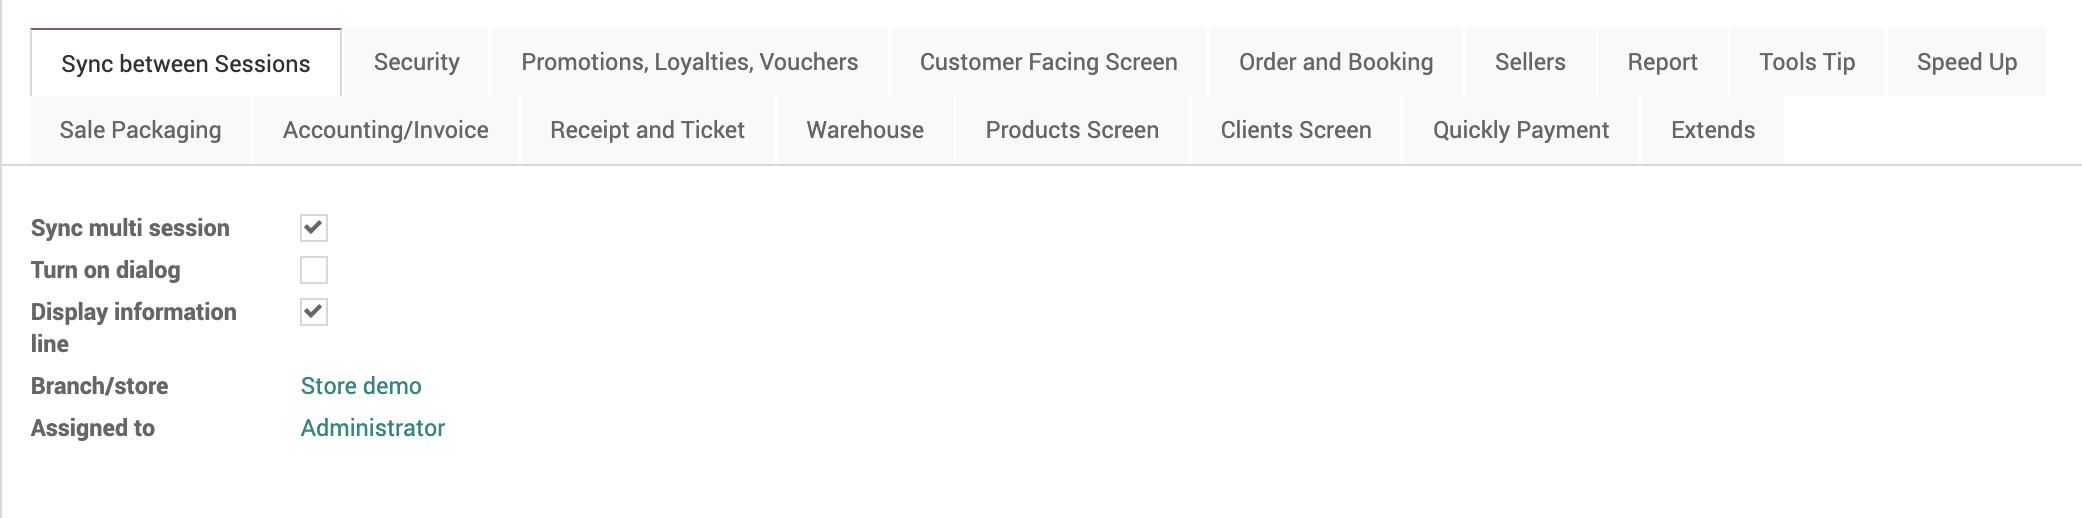 Sync between Sessions Security Promotions, Loyalties, Vouchers Customer Facing Screen Order and Booking Sellers Report Tools Tip Speed Up
Sale Packaging Accounting/Invoice Receipt and Ticket Warehouse Products Screen Clients Screen Quickly Payment Extends
Sync multi session
Turn on dialog
Display information
line
Branch/store Store demo
Assigned to Administrator